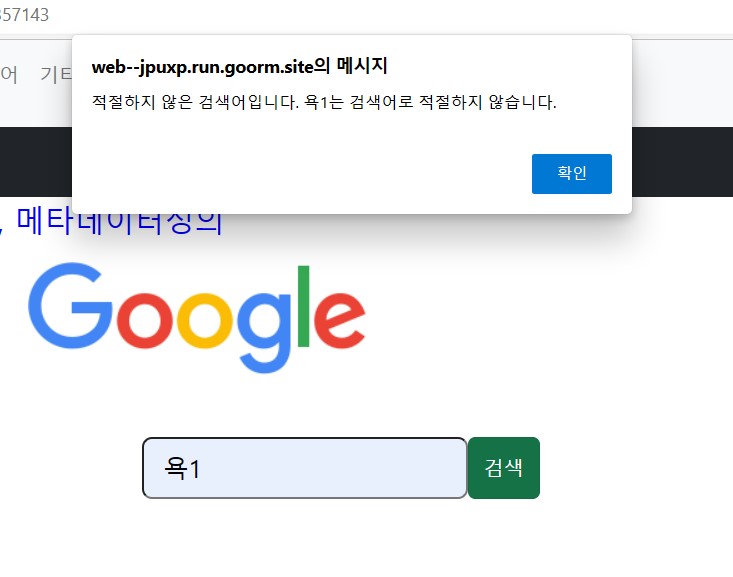 357143
어 기타
web--jpuxp.run.goorm.site의 메시지
적절하지 않은 검색어입니다. 욕1는 검색어로 적절하지 않습니다.
확인
, 메타데이터정의
Google
욕1
검색